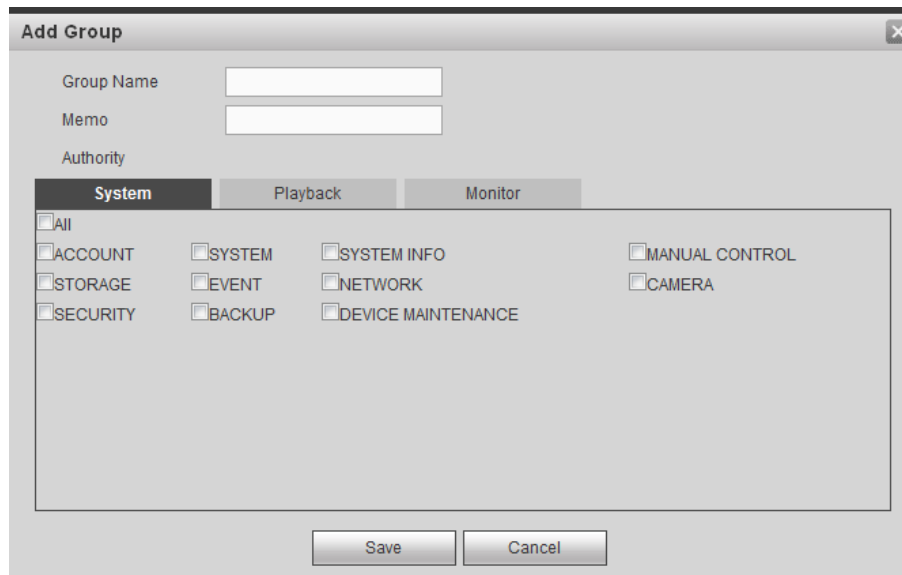 Add Group
Group Name
Memo
Authority
System Playback Monitor
All
ACCOUNT SYSTEM SYSTEM INFO MANUAL CONTROL
STORAGE EVENT NETWORK CAMERA
SECURITY BACKUP DEVICE MAINTENANCE
Save Cancel